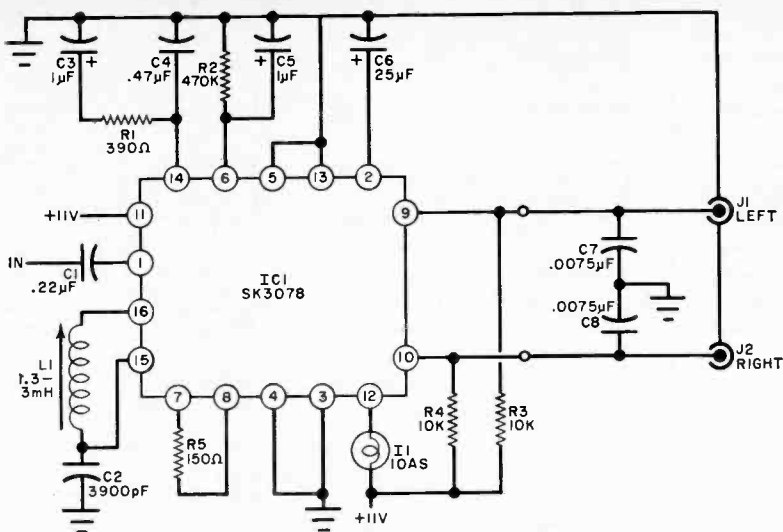 C3
1µF
+
C4
.47µF
R2
470K
+
C5
1µF
+
C6
25µF
R1
390Ω
14
6
5
13
2
+11V
11
9
J1
LEFT
IN
C1
.22µF
1
IC1
SK3078
C7
.0075µF
.0075µF
C8
16
L1
1.3–
3mH
15
10
J2
RIGHT
7
8
4
3
12
R5
150Ω
R4
10K
R3
10K
I1
10AS
C2
3900pF
+11V